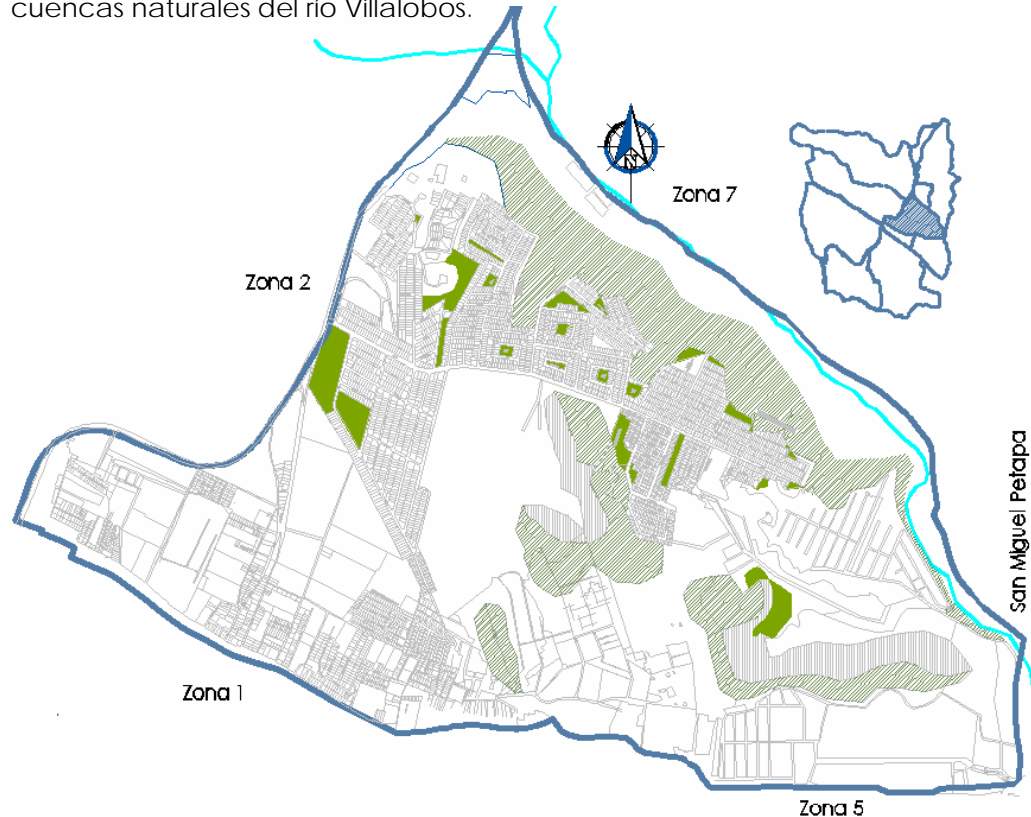 cuencas naturales del río Villalobos.
N
Zona 7
Zona 2
San Miguel Petapa
Zona 1
Zona 5